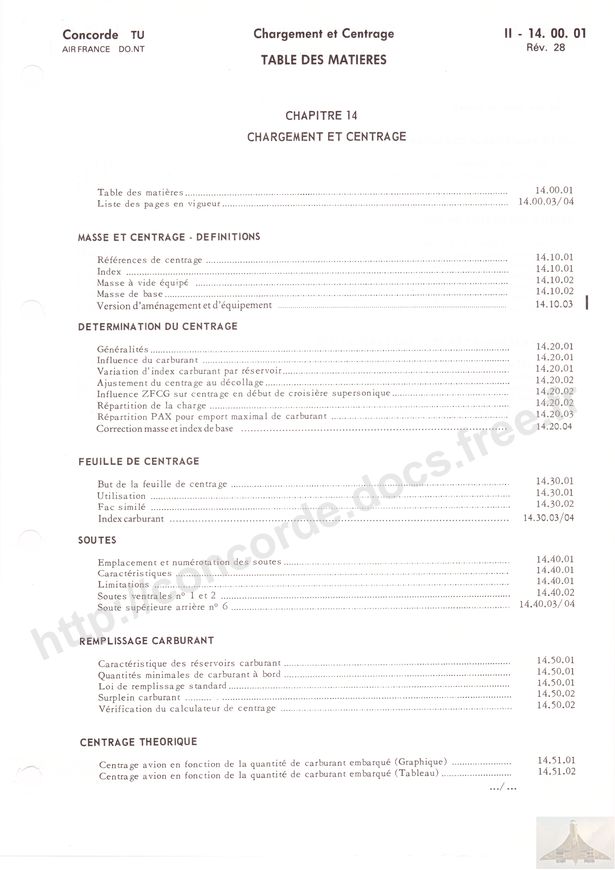 Concorde TU
AIR FRANCE DO.NT
Chargement et Centrage
TABLE DES MATIERES
II - 14. 00. 01
Rév. 28
CHAPITRE 14
CHARGEMENT ET CENTRAGE
Table des matières 14.00.01
Liste des pages en vigueur 14.00.03/04
MASSE ET CENTRAGE - DEFINITIONS
Références de centrage 14.10.01
Index 14.10.01
Masse à vide équipé 14.10.02
Masse de base 14.10.02
Version d'aménagement et d'équipement 14.10.03
DETERMINATION DU CENTRAGE
Généralités 14.20.01
Influence du carburant 14.20.01
Variation d'index carburant par réservoir 14.20.01
Ajustement du centrage au décollage 14.20.02
Influence ZFCG sur centrage en début de croisière supersonique 14.20.02
Répartition de la charge 14.20.02
Répartition PAX pour emport maximal de carburant 14.20.03
Correction masse et index de base 14.20.04
FEUILLE DE CENTRAGE
But de la feuille de centrage 14.30.01
Utilisation 14.30.01
Fac similé 14.30.02
Index carburant 14.30.03/04
SOUTES
Emplacement et numérotation des soutes 14.40.01
Caractéristiques 14.40.01
Limitations 14.40.01
Soutes ventrales n° 1 et 2 14.40.02
Soute supérieure arrière n° 6 14.40.03/04
REMPLISSAGE CARBURANT
Caractéristique des réservoirs carburant 14.50.01
Quantités minimales de carburant à bord 14.50.01
Loi de remplissage standard 14.50.01
Surplein carburant 14.50.02
Vérification du calculateur de centrage 14.50.02
CENTRAGE THEORIQUE
Centrage avion en fonction de la quantité de carburant embarqué (Graphique) 14.51.01
Centrage avion en fonction de la quantité de carburant embarqué (Tableau) 14.51.02
.../...
http://concorde.docs.free.fr